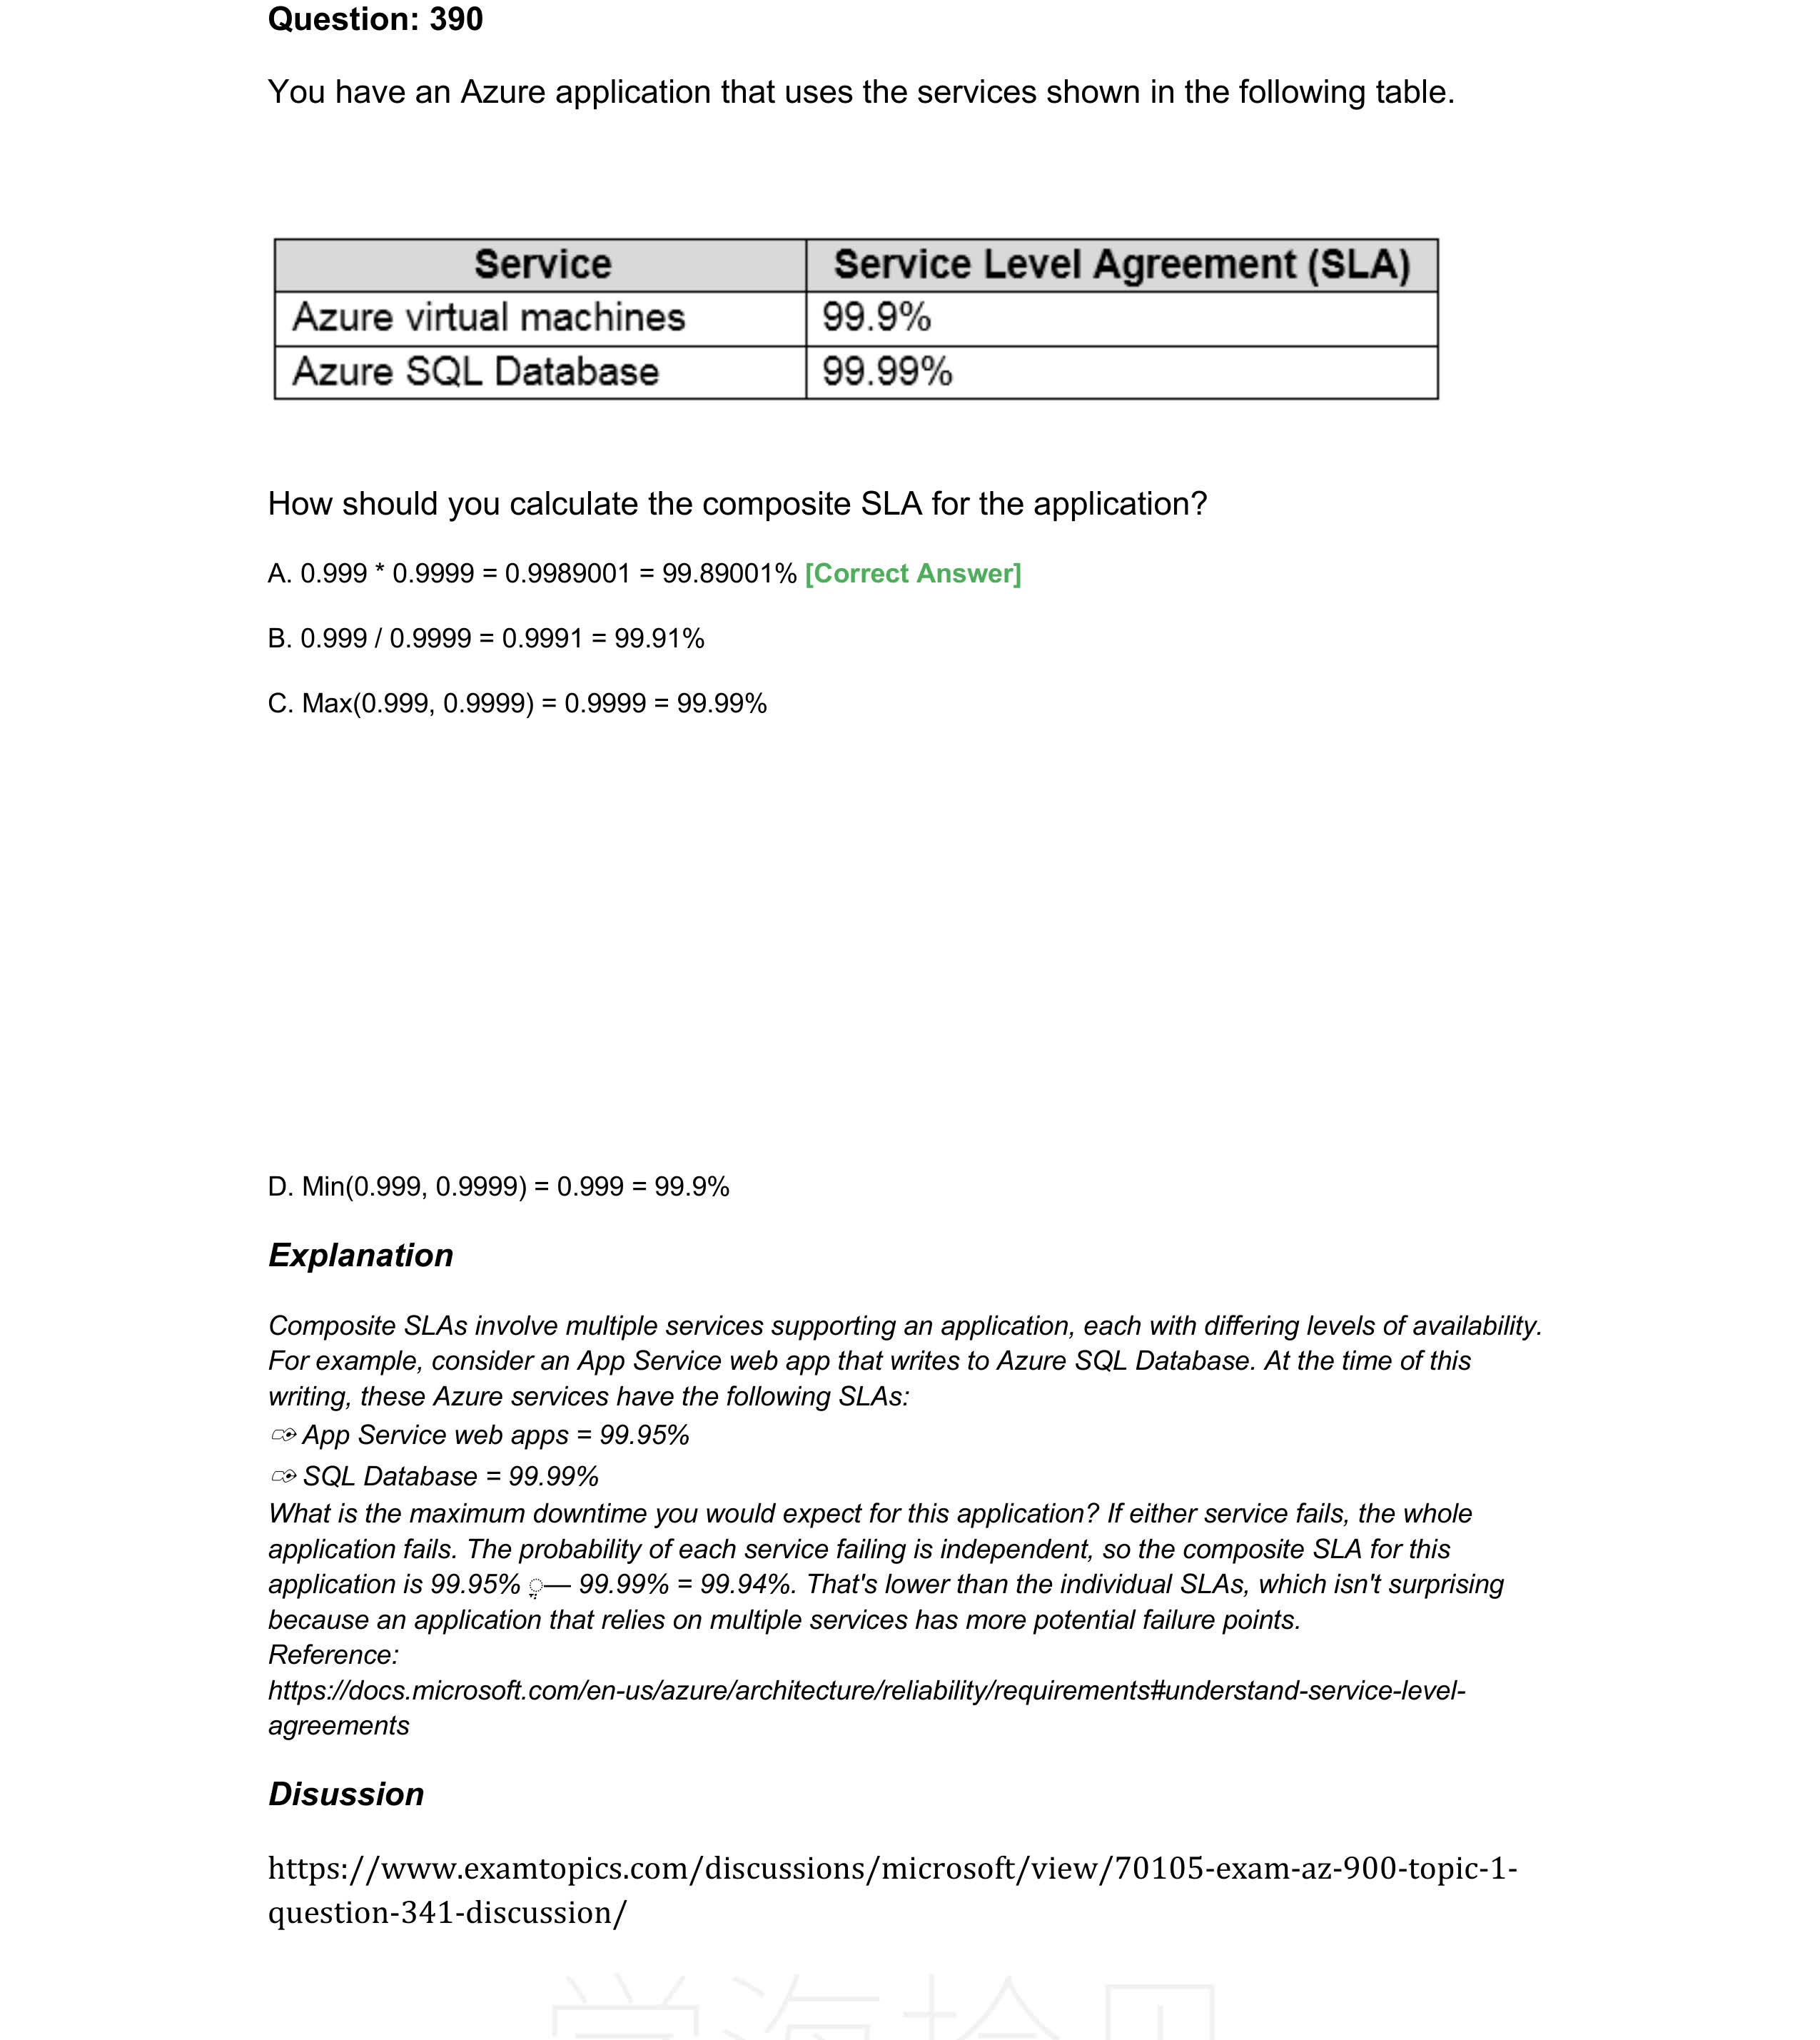 Question: 390
You have an Azure application that uses the services shown in the following table.
Service Service Level Agreement (SLA)
Azure virtual machines 99.9%
Azure SQL Database 99.99%
How should you calculate the composite SLA for the application?
A. 0.999 * 0.9999 = 0.9989001 = 99.89001% [Correct Answer]
B. 0.999 / 0.9999 = 0.9991 = 99.91%
C. Max(0.999, 0.9999) = 0.9999 = 99.99%
D. Min(0.999, 0.9999) = 0.999 = 99.9%
Explanation
Composite SLAs involve multiple services supporting an application, each with differing levels of availability.
For example, consider an App Service web app that writes to Azure SQL Database. At the time of this
writing, these Azure services have the following SLAs:
✑ App Service web apps = 99.95%
✑ SQL Database = 99.99%
What is the maximum downtime you would expect for this application? If either service fails, the whole
application fails. The probability of each service failing is independent, so the composite SLA for this
application is 99.95% — 99.99% = 99.94%. That's lower than the individual SLAs, which isn't surprising
because an application that relies on multiple services has more potential failure points.
Reference:
https://docs.microsoft.com/en-us/azure/architecture/reliability/requirements#understand-service-level-
agreements
Disussion
https://www.examtopics.com/discussions/microsoft/view/70105-exam-az-900-topic-1-
question-341-discussion/